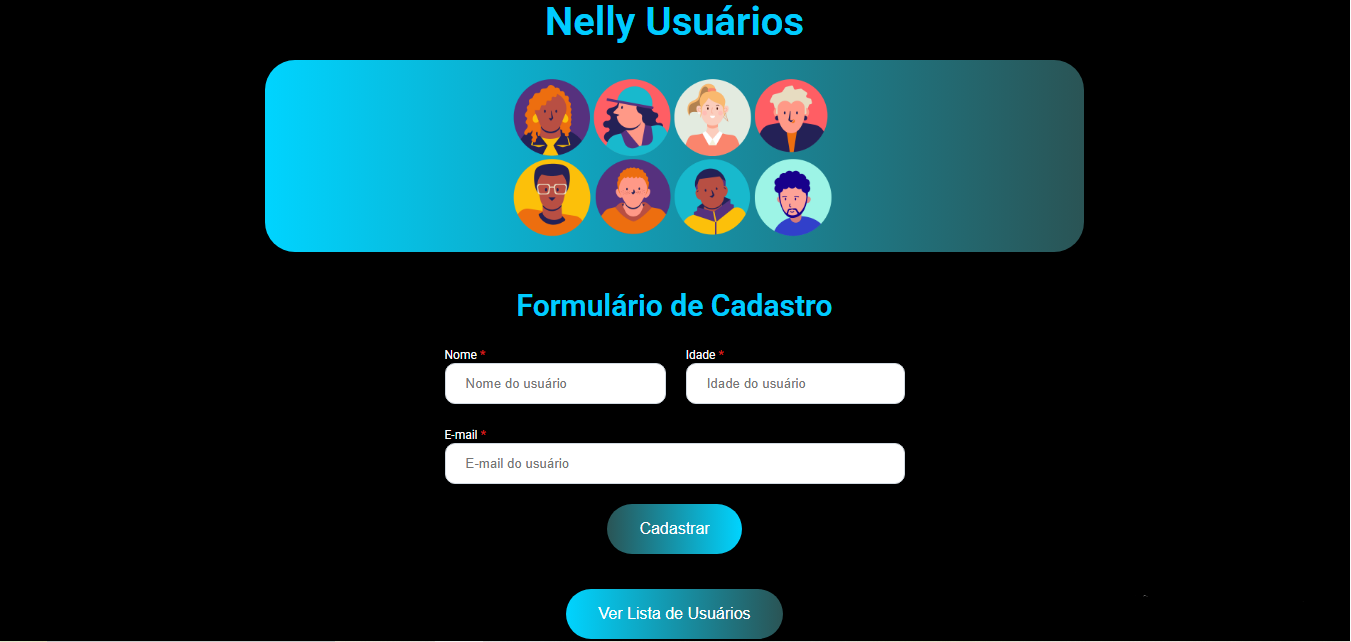 Nelly Usuários
Formulário de Cadastro
Nome * Idade *
Nome do usuário Idade do usuário
E-mail *
E-mail do usuário
Cadastrar
Ver Lista de Usuários